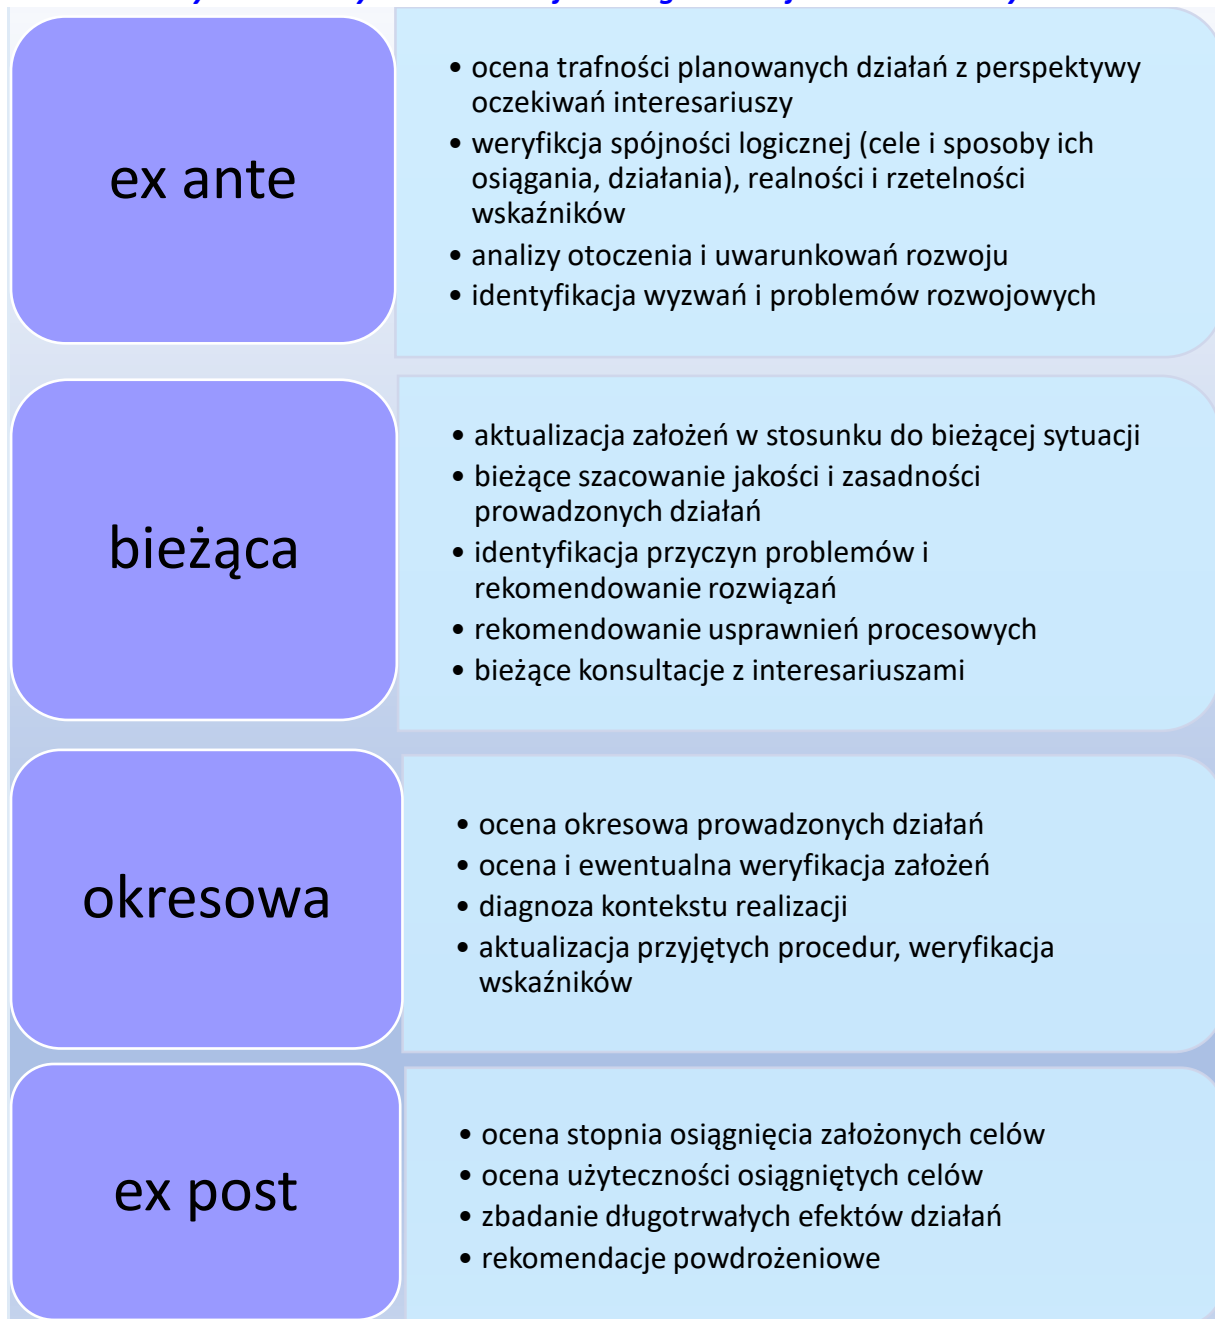 ex ante
• ocena trafności planowanych działań z perspektywy
oczekiwań interesariuszy
• weryfikcja spójności logicznej (cele i sposoby ich
osiągania, działania), realności i rzetelności
wskaźników
• analizy otoczenia i uwarunkowań rozwoju
• identyfikacja wyzwań i problemów rozwojowych
bieżąca
• aktualizacja założeń w stosunku do bieżącej sytuacji
• bieżące szacowanie jakości i zasadności
prowadzonych działań
• identyfikacja przyczyn problemów i
rekomendowanie rozwiązań
• rekomendowanie usprawnień procesowych
• bieżące konsultacje z interesariuszami
okresowa
• ocena okresowa prowadzonych działań
• ocena i ewentualna weryfikacja założeń
• diagnoza kontekstu realizacji
• aktualizacja przyjętych procedur, weryfikacja
wskaźników
ex post
• ocena stopnia osiągnięcia założonych celów
• ocena użyteczności osiągniętych celów
• zbadanie długotrwałych efektów działań
• rekomendacje powdrożeniowe